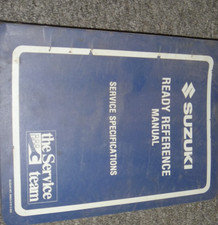 SUZUKI
READY REFERENCE
MANUAL
SERVICE SPECIFICATIONS
the Service
team